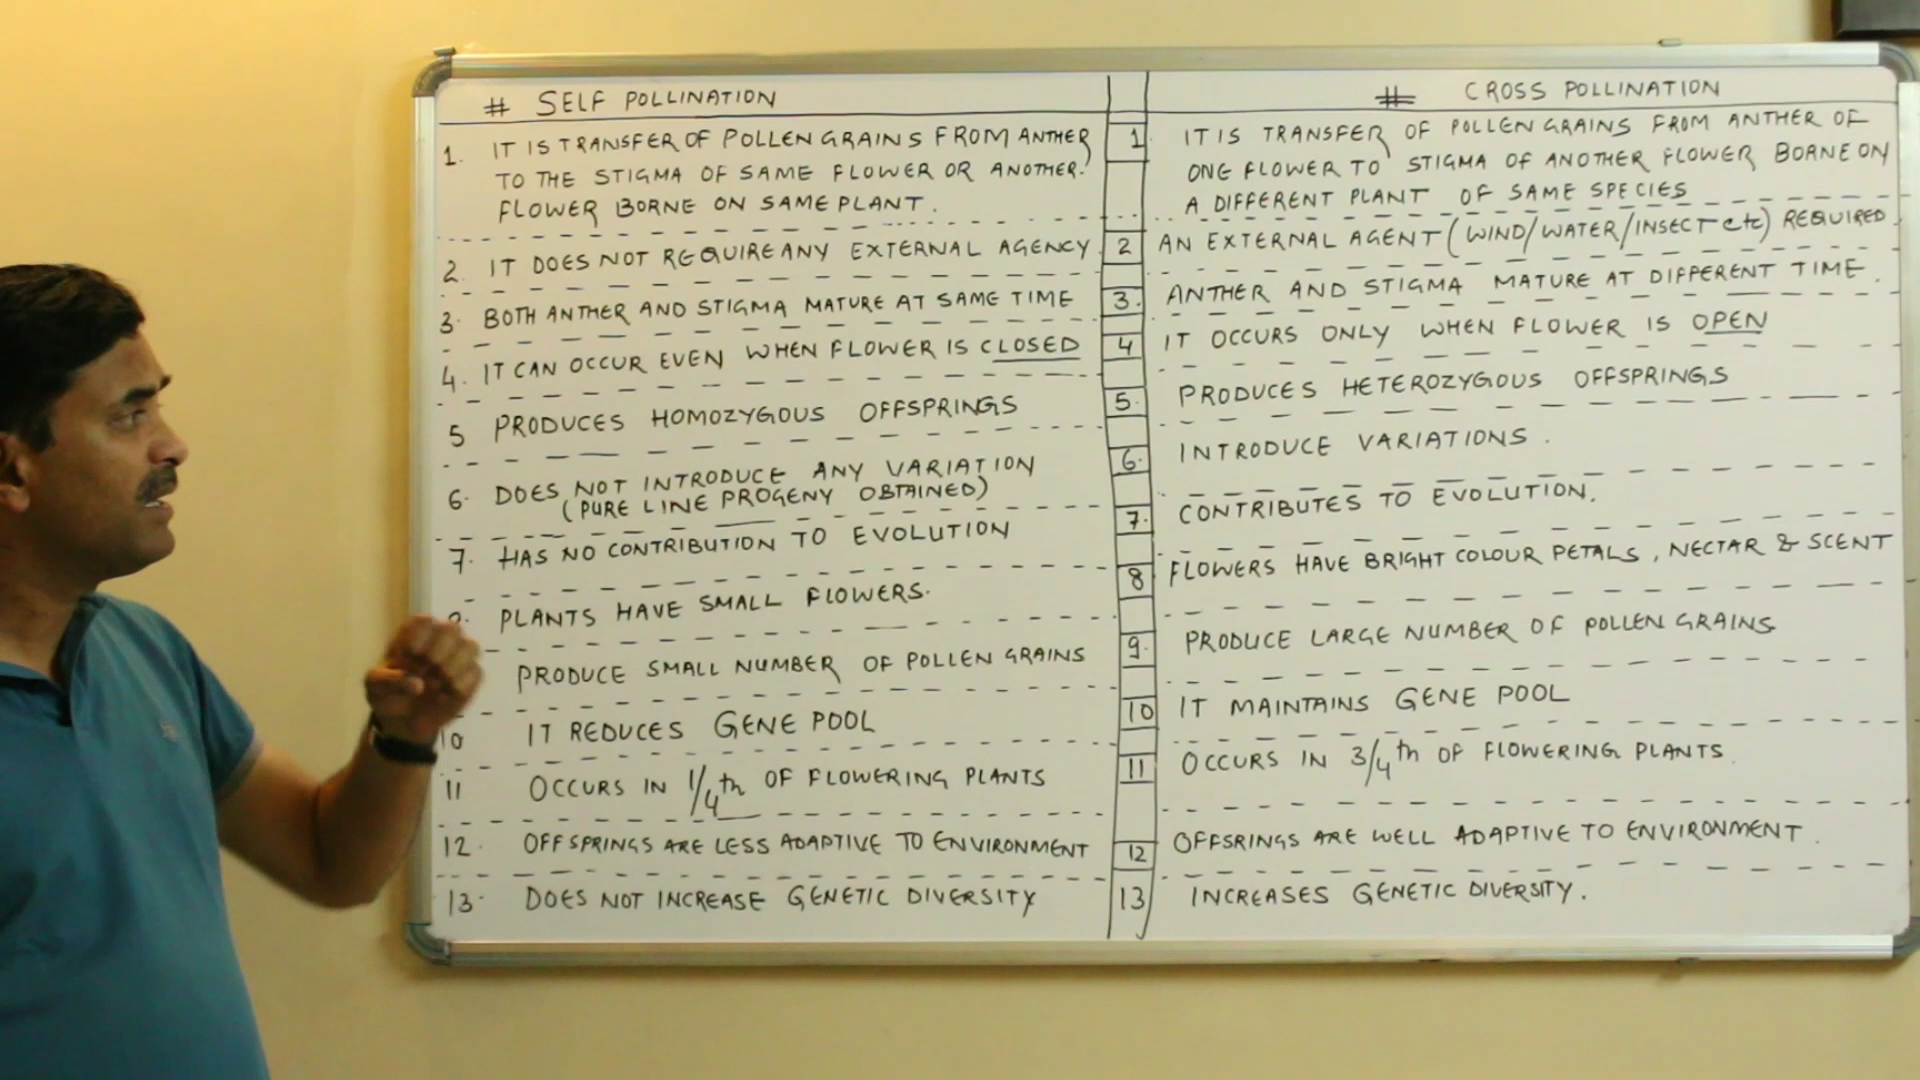 # SELF POLLINATION
1. IT IS TRANSFER OF POLLEN GRAINS FROM ANTHER
TO THE STIGMA OF SAME FLOWER OR ANOTHER
FLOWER BORNE ON SAME PLANT.
2. IT DOES NOT REQUIRE ANY EXTERNAL AGENCY
3. BOTH ANTHER AND STIGMA MATURE AT SAME TIME
4. IT CAN OCCUR EVEN WHEN FLOWER IS CLOSED
5 PRODUCES HOMOZYGOUS OFFSPRINGS
6. DOES NOT INTRODUCE ANY VARIATION
(PURE LINE PROGENY OBTAINED)
7. HAS NO CONTRIBUTION TO EVOLUTION
PLANTS HAVE SMALL FLOWERS.
PRODUCE SMALL NUMBER OF POLLEN GRAINS
10 IT REDUCES GENE POOL
11 OCCURS IN 1/4th OF FLOWERING PLANTS
12. OFFSPRINGS ARE LESS ADAPTIVE TO ENVIRONMENT
13. DOES NOT INCREASE GENETIC DIVERSITY
# CROSS POLLINATION
1. IT IS TRANSFER OF POLLEN GRAINS FROM ANTHER OF
ONE FLOWER TO STIGMA OF ANOTHER FLOWER BORNE ON
A DIFFERENT PLANT OF SAME SPECIES
2 AN EXTERNAL AGENT (WIND/WATER/INSECT etc) REQUIRED
3. ANTHER AND STIGMA MATURE AT DIFFERENT TIME.
4 IT OCCURS ONLY WHEN FLOWER IS OPEN
5. PRODUCES HETEROZYGOUS OFFSPRINGS
6. INTRODUCE VARIATIONS.
7. CONTRIBUTES TO EVOLUTION.
8 FLOWERS HAVE BRIGHT COLOUR PETALS, NECTAR & SCENT
9. PRODUCE LARGE NUMBER OF POLLEN GRAINS
10 IT MAINTAINS GENE POOL
11 OCCURS IN 3/4th OF FLOWERING PLANTS.
12 OFFSRINGS ARE WELL ADAPTIVE TO ENVIRONMENT.
13 INCREASES GENETIC DIVERSITY.